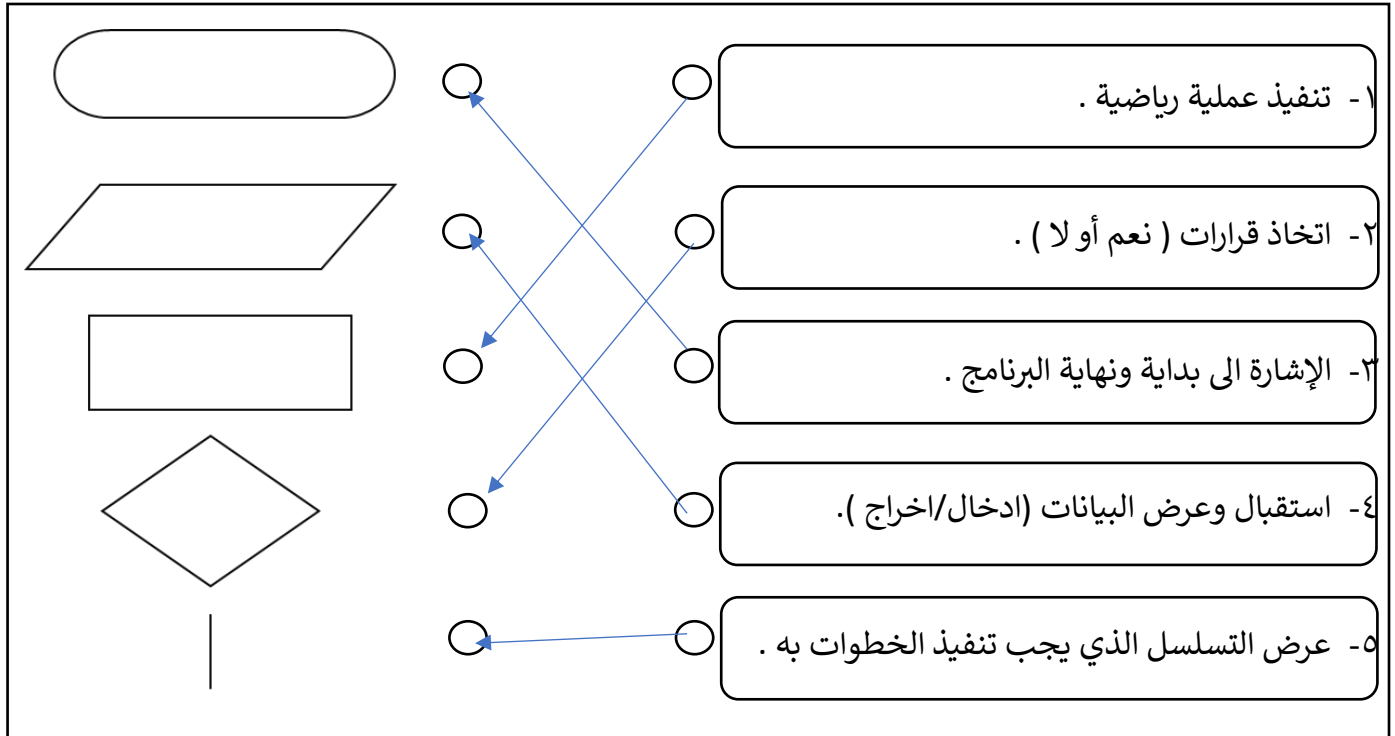 ١- تنفيذ عملية رياضية .
٢- اتخاذ قرارات ( نعم أو لا ) .
٣- الإشارة الى بداية ونهاية البرنامج .
٤- استقبال وعرض البيانات (ادخال/اخراج ).
٥- عرض التسلسل الذي يجب تنفيذ الخطوات به .